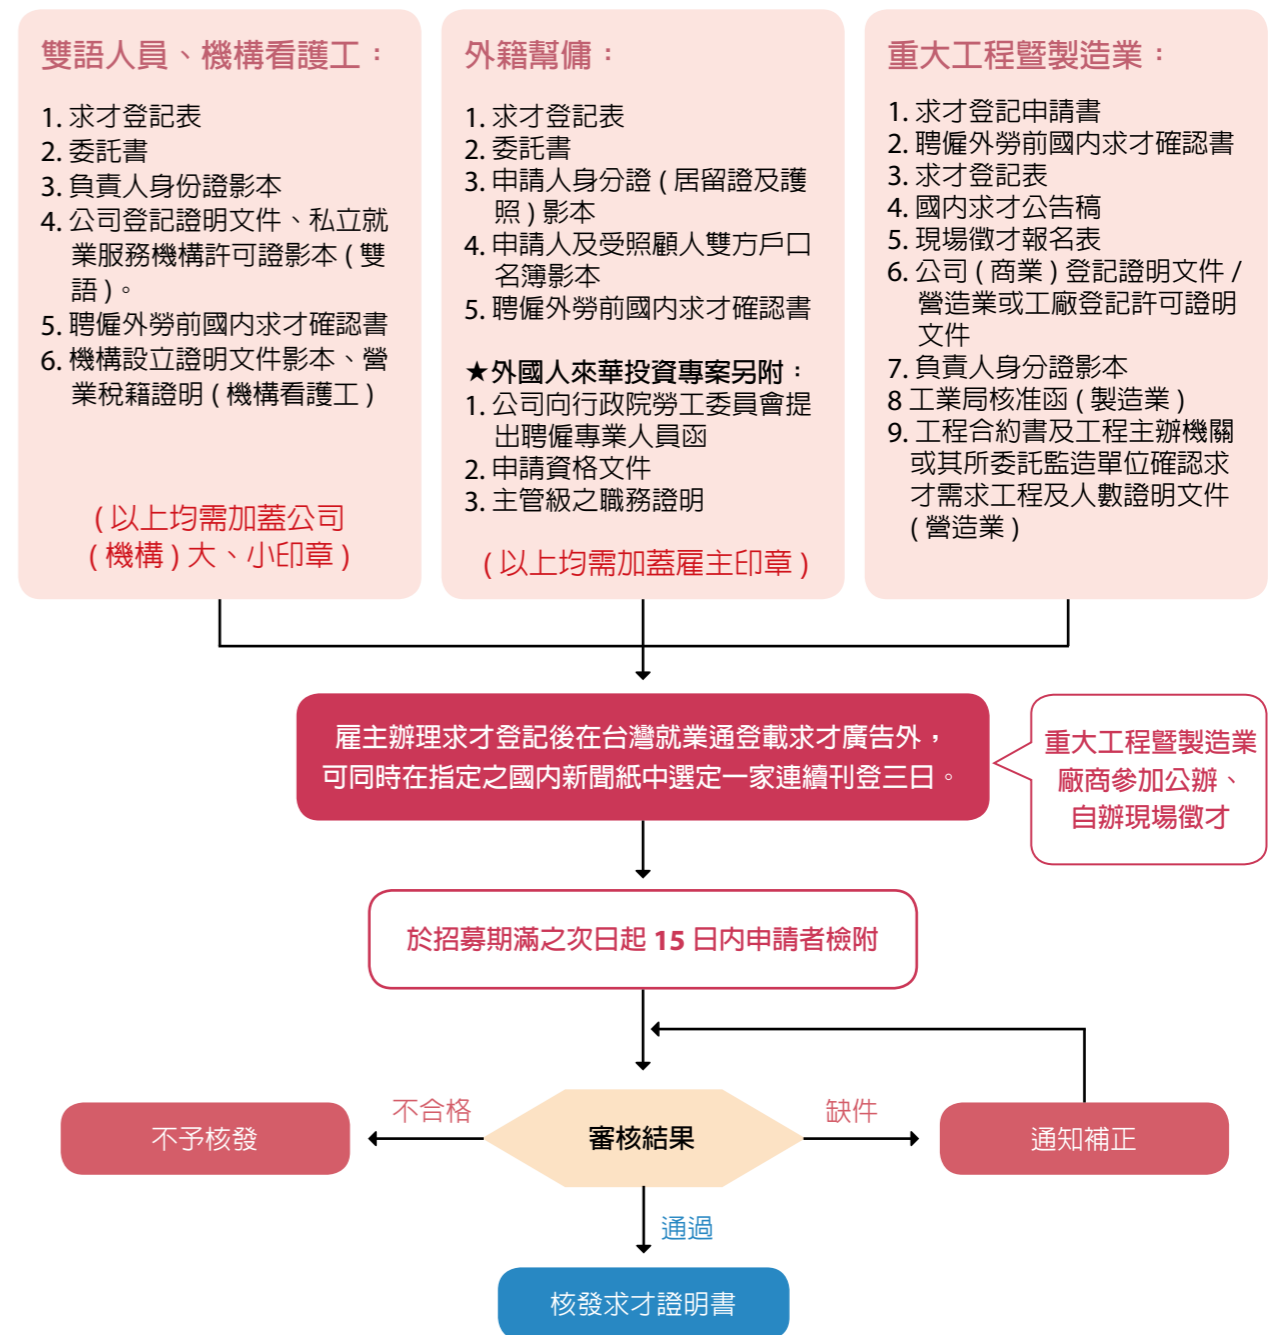 雙語人員、機構看護工：
1. 求才登記表
2. 委託書
3. 負責人身份證影本
4. 公司登記證明文件、私立就
業服務機構許可證影本 ( 雙
語 )。
5. 聘僱外勞前國內求才確認書
6. 機構設立證明文件影本、營
業稅籍證明 ( 機構看護工 )
( 以上均需加蓋公司
( 機構 ) 大、小印章 )
外籍幫傭：
1. 求才登記表
2. 委託書
3. 申請人身分證 ( 居留證及護
照 ) 影本
4. 申請人及受照顧人雙方戶口
名簿影本
5. 聘僱外勞前國內求才確認書
★外國人來華投資專案另附：
1. 公司向行政院勞工委員會提
出聘僱專業人員函
2. 申請資格文件
3. 主管級之職務證明
( 以上均需加蓋雇主印章 )
重大工程暨製造業：
1. 求才登記申請書
2. 聘僱外勞前國內求才確認書
3. 求才登記表
4. 國內求才公告稿
5. 現場徵才報名表
6. 公司 ( 商業 ) 登記證明文件 /
營造業或工廠登記許可證明
文件
7. 負責人身分證影本
8 工業局核准函 ( 製造業 )
9. 工程合約書及工程主辦機關
或其所委託監造單位確認求
才需求工程及人數證明文件
( 營造業 )
雇主辦理求才登記後在台灣就業通登載求才廣告外，
可同時在指定之國內新聞紙中選定一家連續刊登三日。
重大工程暨製造業
廠商參加公辦、
自辦現場徵才
於招募期滿之次日起 15 日內申請者檢附
不合格
缺件
不予核發
審核結果
通知補正
通過
核發求才證明書